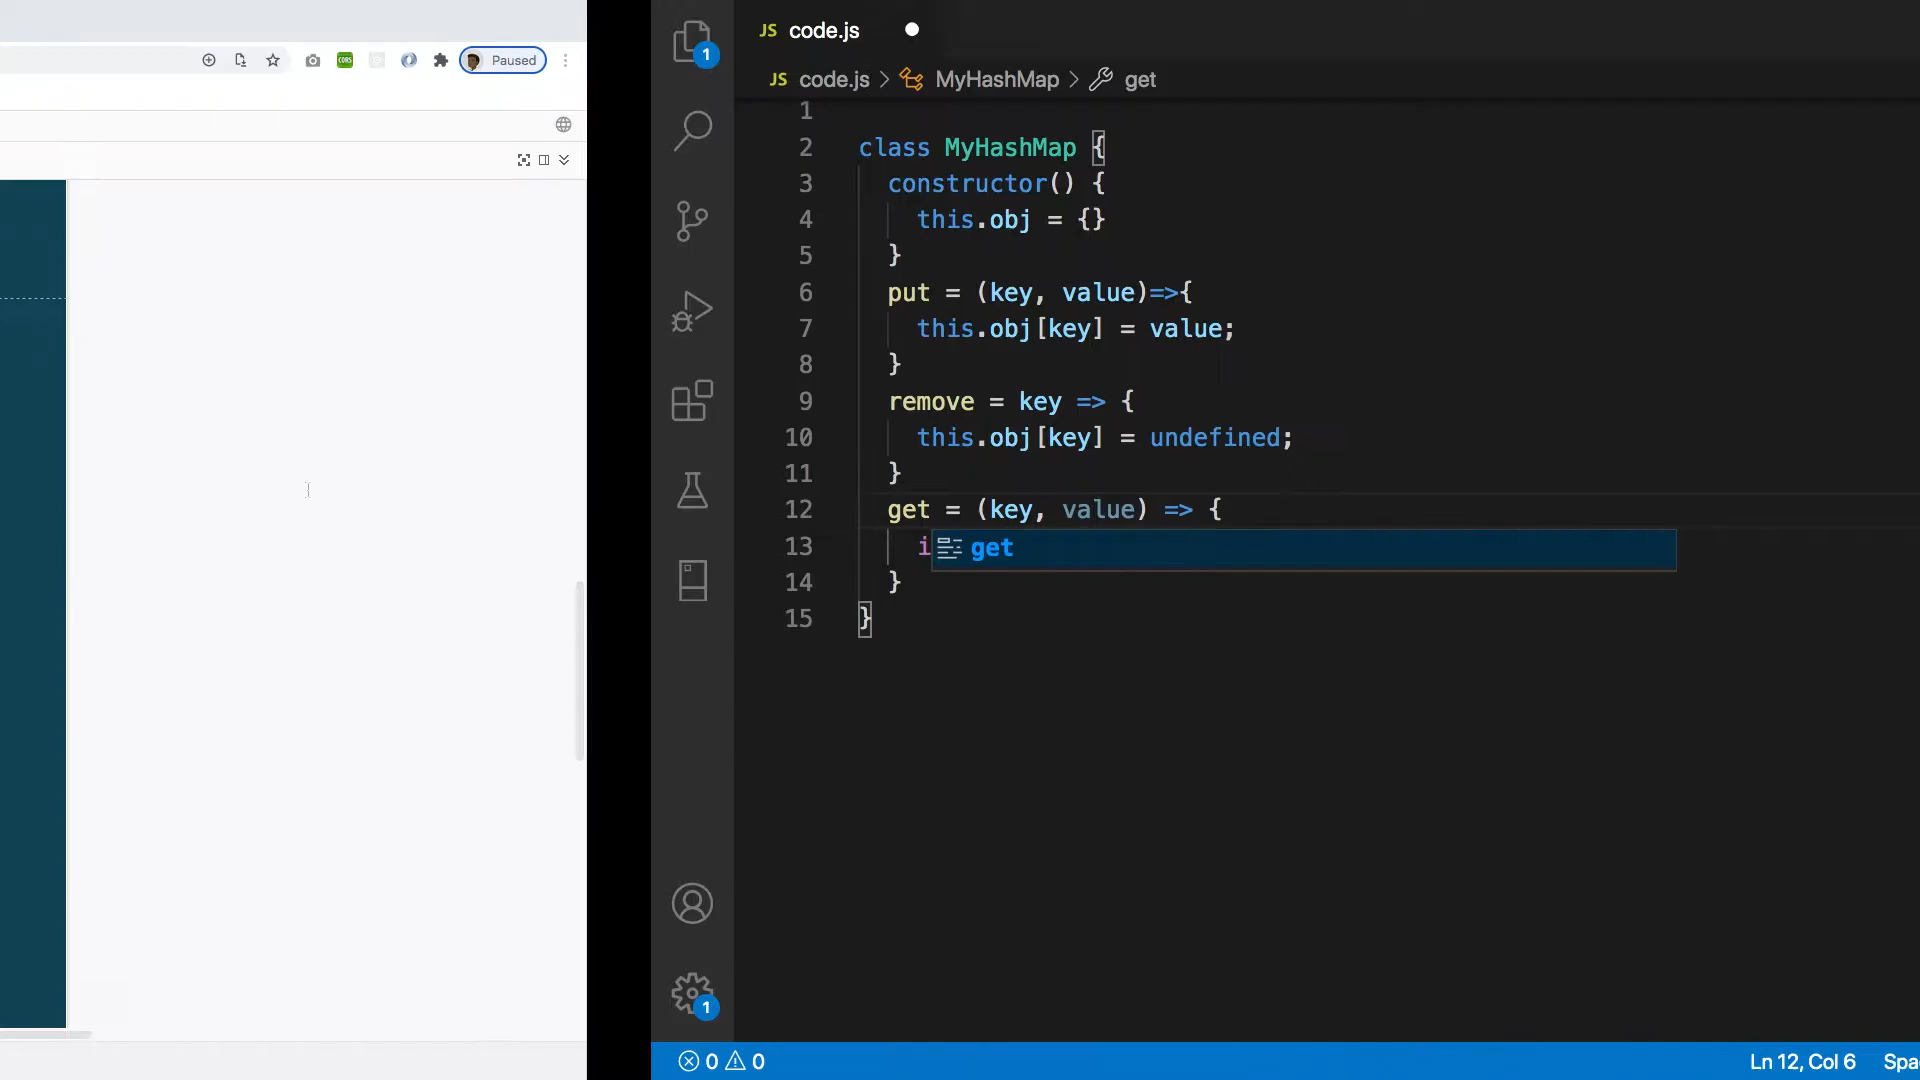 CORS
Paused
1
JS code.js
JS code.js > MyHashMap > get
1
2 class MyHashMap {
3 constructor() {
4 this.obj = {}
5 }
6 put = (key, value)=>{
7 this.obj[key] = value;
8 }
9 remove = key => {
10 this.obj[key] = undefined;
11 }
12 get = (key, value) => {
13 i get
14 }
15 }
1
0 0
Ln 12, Col 6 Spa